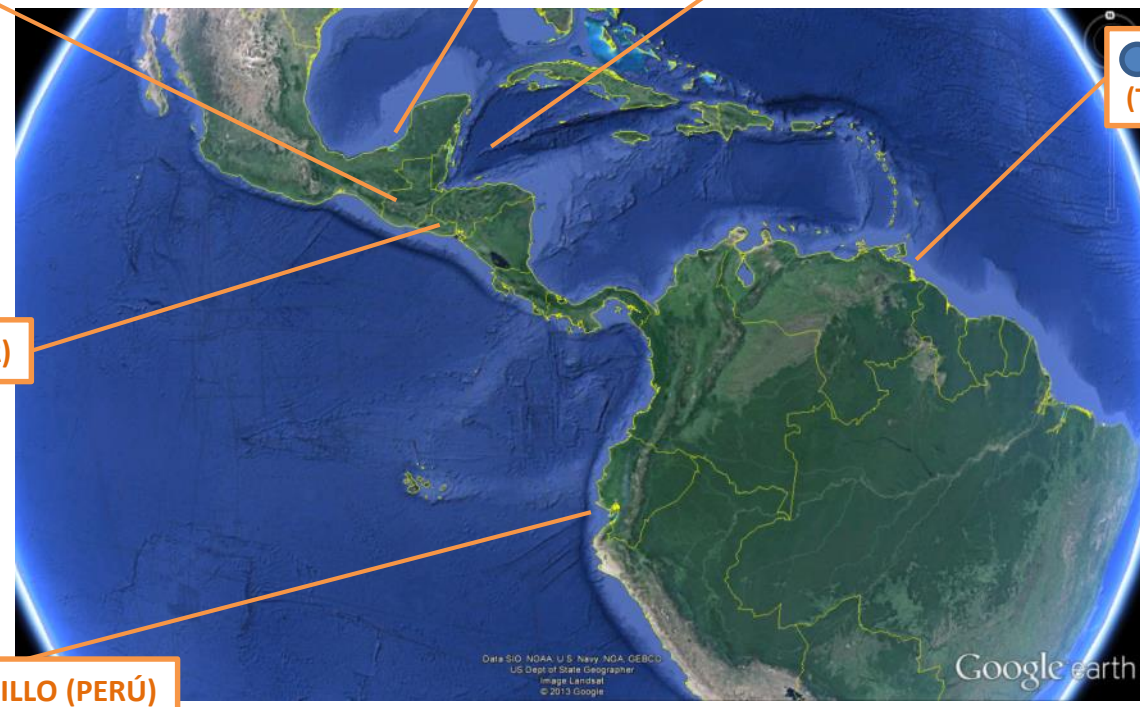 (T
)
ILLO (PERÚ)
Data SIO, NOAA, U.S. Navy, NGA, GEBCO
US Dept of State Geographer
Image Landsat
© 2013 Google
Google earth